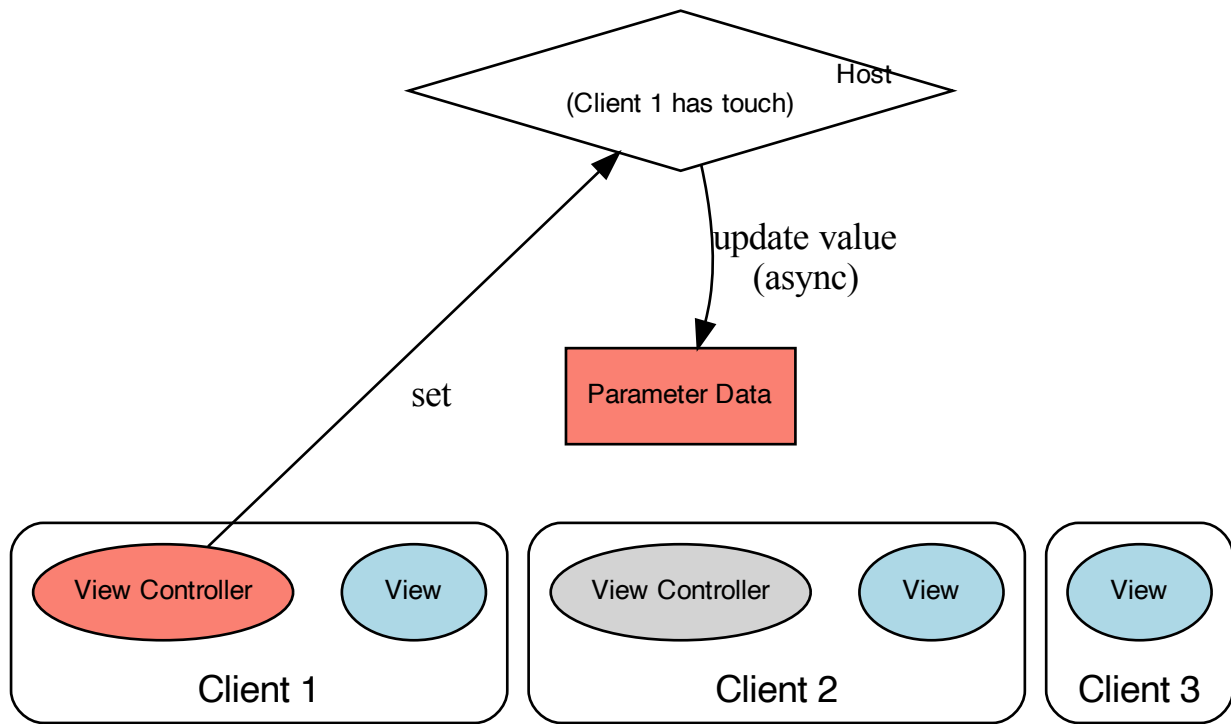 Host
(Client 1 has touch)
update value
(async)
set
Parameter Data
View Controller
View
View Controller
View
View
Client 1
Client 2
Client 3